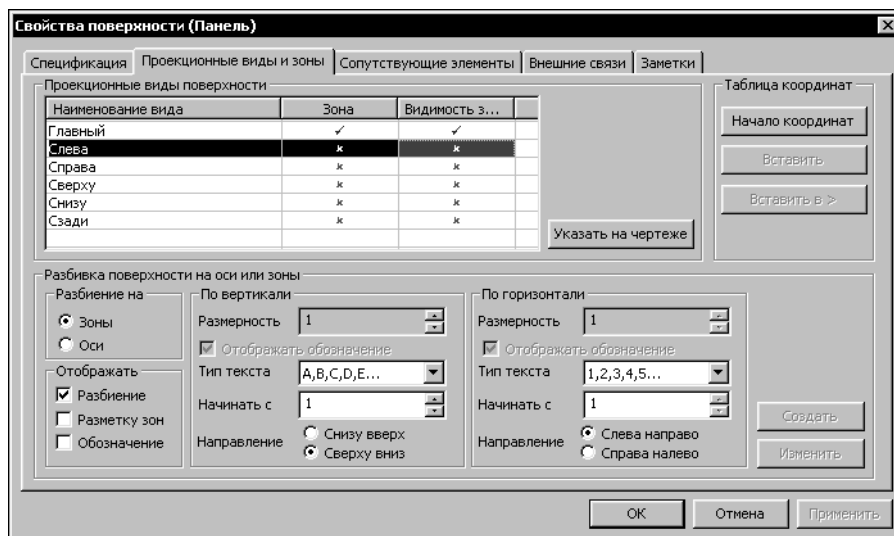 Свойства поверхности (Панель)
Спецификация Проекционные виды и зоны Сопутствующие элементы Внешние связи Заметки
Проекционные виды поверхности
Наименование вида Зона Видимость з...
Главный
Слева
Справа
Сверху
Снизу
Сзади
Указать на чертеже
Таблица координат
Начало координат
Вставить
Вставить в >
Разбивка поверхности на оси или зоны
Разбиение на
Зоны
Оси
Отображать
Разбиение
Разметку зон
Обозначение
По вертикали
Размерность 1
Отображать обозначение
Тип текста A,B,C,D,E...
Начинать с 1
Направление Снизу вверх
Сверху вниз
По горизонтали
Размерность 1
Отображать обозначение
Тип текста 1,2,3,4,5...
Начинать с 1
Направление Слева направо
Справа налево
Создать
Изменить
OK Отмена Применить